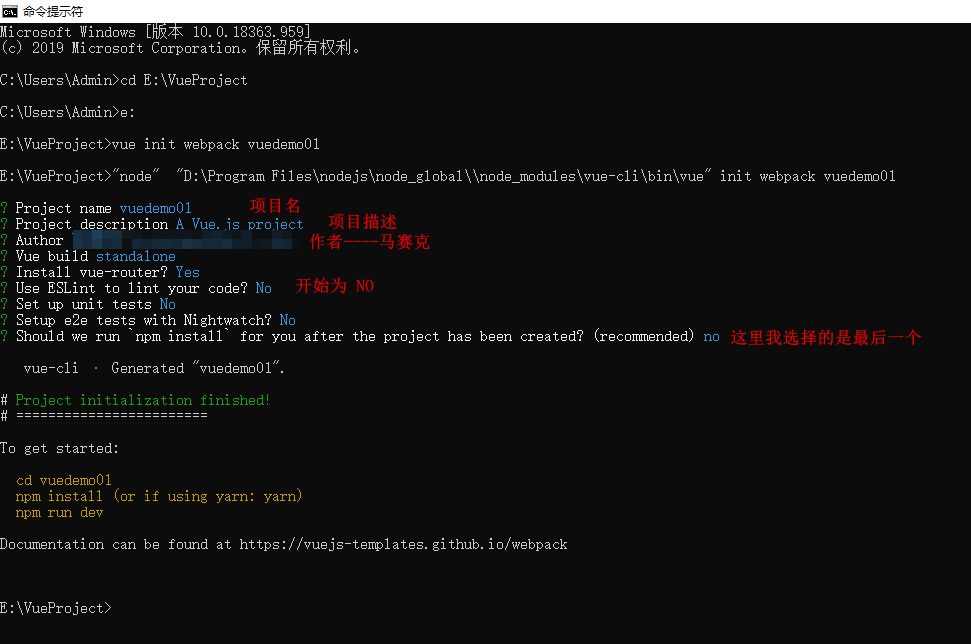 命令提示符
Microsoft Windows [版本 10.0.18363.959]
(c) 2019 Microsoft Corporation。保留所有权利。
C:\Users\Admin>cd E:\VueProject
C:\Users\Admin>e:
E:\VueProject>vue init webpack vuedemo01
E:\VueProject>"node"  "D:\Program Files\nodejs\node_global\\node_modules\vue-cli\bin\vue" init webpack vuedemo01
? Project name vuedemo01 项目名
? Project description A Vue.js project 项目描述
? Author 作者----马赛克
? Vue build standalone
? Install vue-router? Yes
? Use ESLint to lint your code? No 开始为 NO
? Set up unit tests No
? Setup e2e tests with Nightwatch? No
? Should we run `npm install` for you after the project has been created? (recommended) no 这里我选择的是最后一个
vue-cli · Generated "vuedemo01".
# Project initialization finished!
# ========================
To get started:
cd vuedemo01
npm install (or if using yarn: yarn)
npm run dev
Documentation can be found at https://vuejs-templates.github.io/webpack
E:\VueProject>